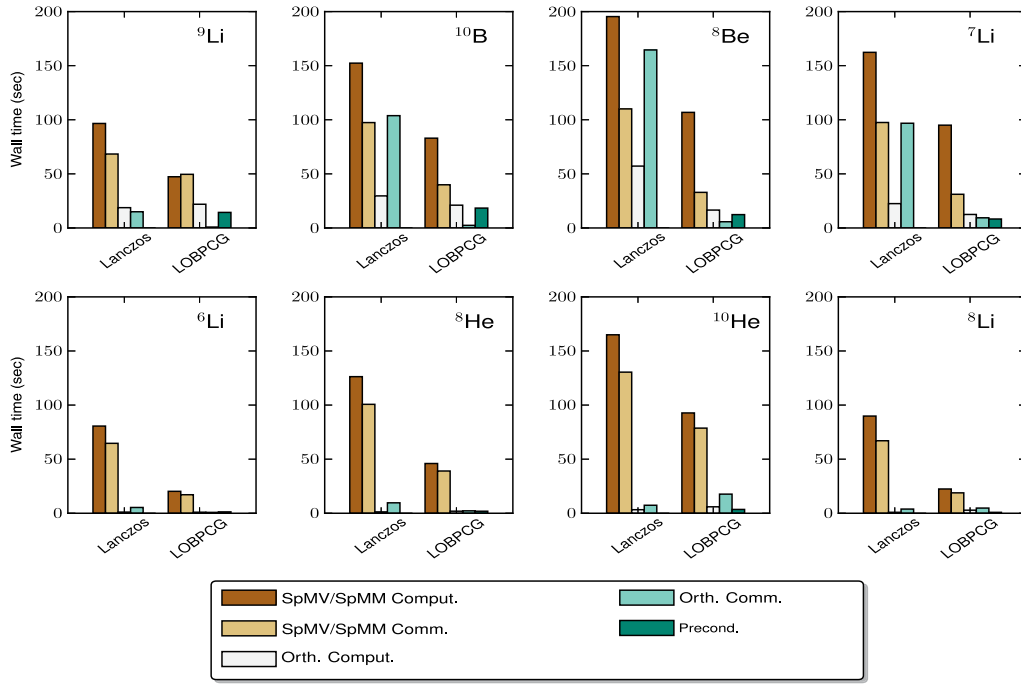 ⁹Li
200
150
100
50
0
Wall time (sec)
Lanczos
LOBPCG
¹⁰B
200
150
100
50
0
Lanczos
LOBPCG
⁸Be
200
150
100
50
0
Lanczos
LOBPCG
⁷Li
200
150
100
50
0
Lanczos
LOBPCG
⁶Li
200
150
100
50
0
Wall time (sec)
Lanczos
LOBPCG
⁸He
200
150
100
50
0
Lanczos
LOBPCG
¹⁰He
200
150
100
50
0
Lanczos
LOBPCG
⁸Li
200
150
100
50
0
Lanczos
LOBPCG
SpMV/SpMM Comput.
SpMV/SpMM Comm.
Orth. Comput.
Orth. Comm.
Precond.